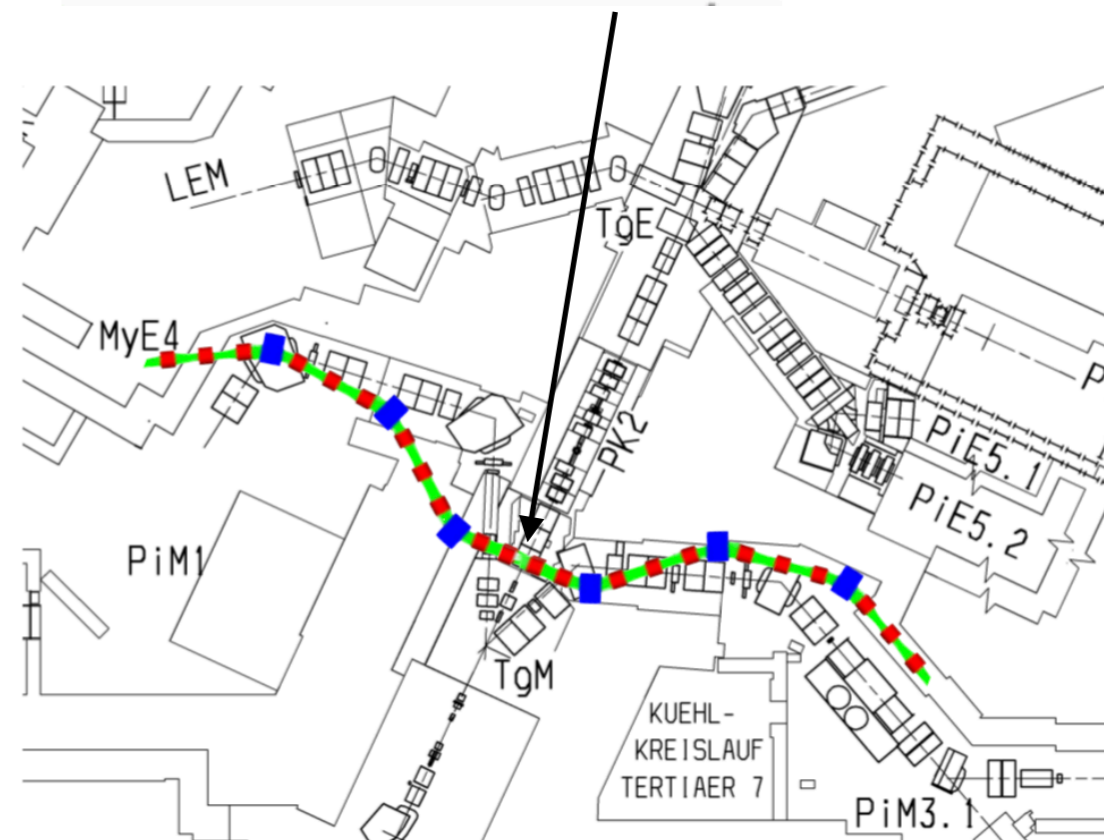 LEM
TgE
MyE4
PK2
P
PiE5.1
PiE5.2
PiM1
TgM
KUEHL-
KREISLAUF
TERTIAER 7
PiM3.1